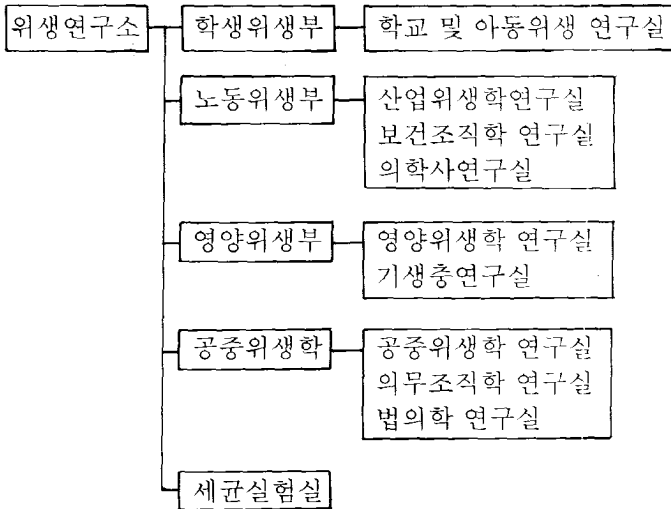 위생연구소
학생위생부
학교 및 아동위생 연구실
노동위생부
산업위생학연구실
보건조직학 연구실
의학사연구실
영양위생부
영양위생학 연구실
기생충연구실
공중위생학
공중위생학 연구실
의무조직학 연구실
법의학 연구실
세균실험실